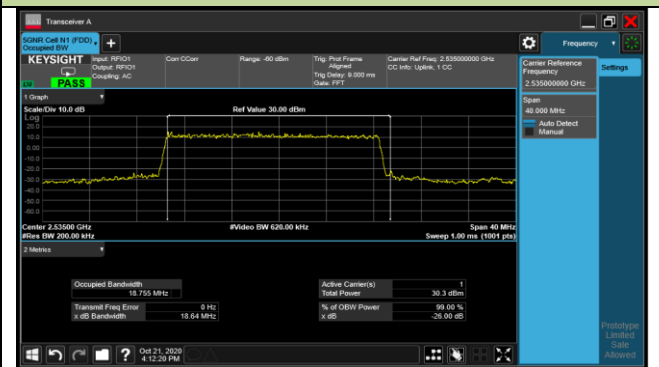 Transceiver A
5GNR Cell N1 (FDD)
Occupied BW
Frequency
KEYSIGHT
PASS
Input: RFIO1
Output: RFIO1
Coupling: AC
Corr CCorr
Range: -60 dBm
Trig: Prot Frame
Aligned
Trig Delay: 9.000 ms
Gate: FFT
Carrier Ref Freq: 2.535000000 GHz
CC Info: Uplink, 1 CC
Carrier Reference
Frequency
2.535000000 GHz
Settings
Span
40.000 MHz
Auto Detect
Manual
1 Graph
Scale/Div 10.0 dB
Ref Value 30.00 dBm
Log
20.0
10.0
0.00
-10.0
-20.0
-30.0
-40.0
-50.0
-60.0
Center 2.53500 GHz
#Video BW 620.00 kHz
Span 40 MHz
#Res BW 200.00 kHz
Sweep 1.00 ms (1001 pts)
2 Metrics
Occupied Bandwidth
18.755 MHz
Active Carrier(s) 1
Total Power 30.3 dBm
Transmit Freq Error 0 Hz
x dB Bandwidth 18.64 MHz
% of OBW Power 99.00 %
x dB -26.00 dB
Prototype
Limited
Sale
Allowed
Oct 21, 2020
4:12:20 PM